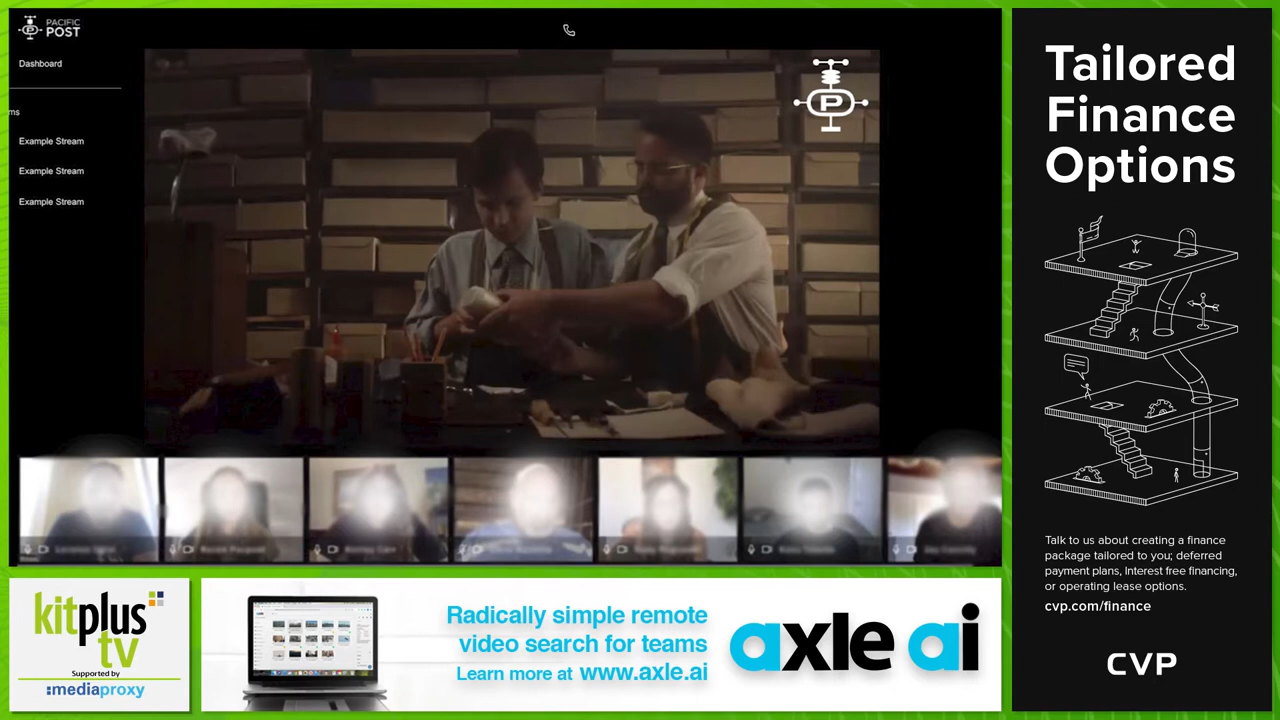 PACIFIC
POST
Dashboard
ms
Example Stream
Example Stream
Example Stream
P
P
Tailored
Finance
Options
Talk to us about creating a finance
package tailored to you; deferred
payment plans, Interest free financing,
or operating lease options.
cvp.com/finance
CVP
kitplus
tv
Supported by
:mediaproxy
Radically simple remote
video search for teams
Learn more at www.axle.ai
axle ai